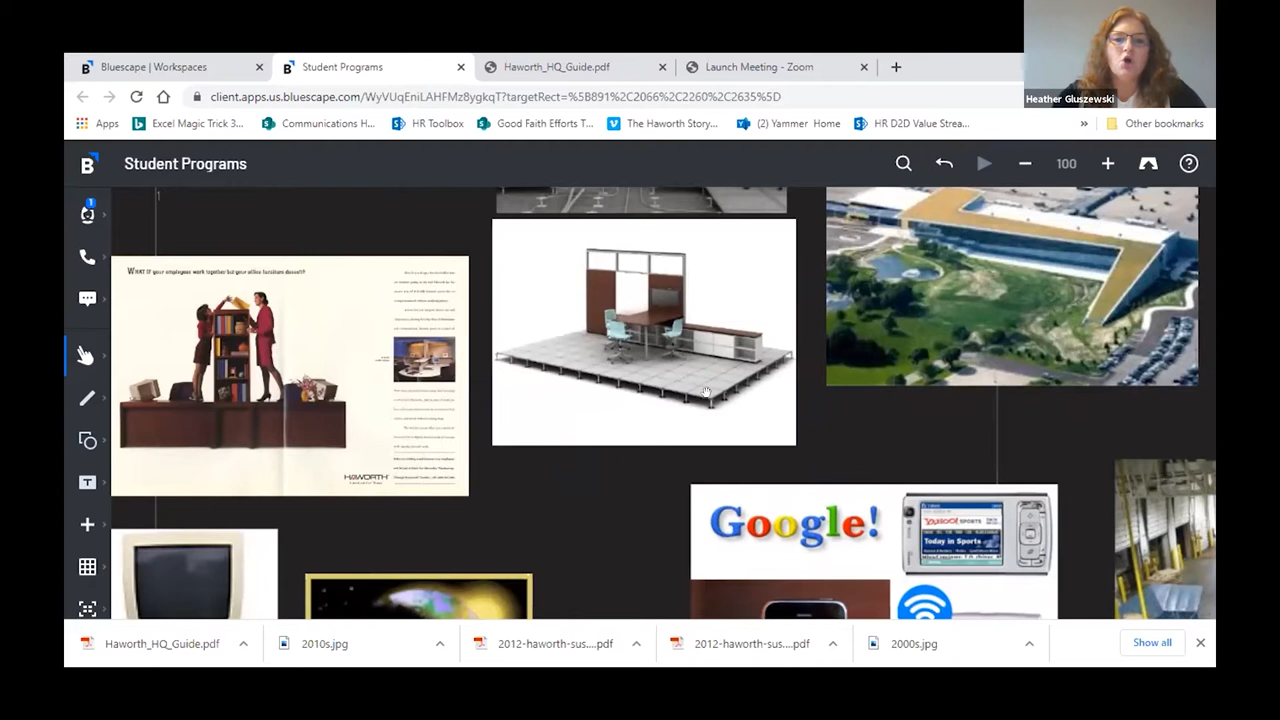 Bluescape | Workspaces
Student Programs
Haworth_HQ_Guide.pdf
Launch Meeting - Zoom
Heather Gluszewski
client.apps.us.bluescape.com/WyVUqEniLAHFMz8ygkqT?targetRect=%5B891%2C2066%2C2260%2C2635%5D
Apps
Excel Magic Trick 3...
Communications H...
HR Toolbox
Good Faith Efforts T...
The Haworth Story...
(2) Yammer Home
HR D2D Value Strea...
»
Other bookmarks
B
Student Programs
100
1
WHAT if your employees work together but your office furniture doesn't?
HAWORTH
Google!
YAHOO! SPORTS
Today in Sports
Haworth_HQ_Guide.pdf
2010s.jpg
2012-haworth-sus....pdf
2012-haworth-sus....pdf
2000s.jpg
Show all